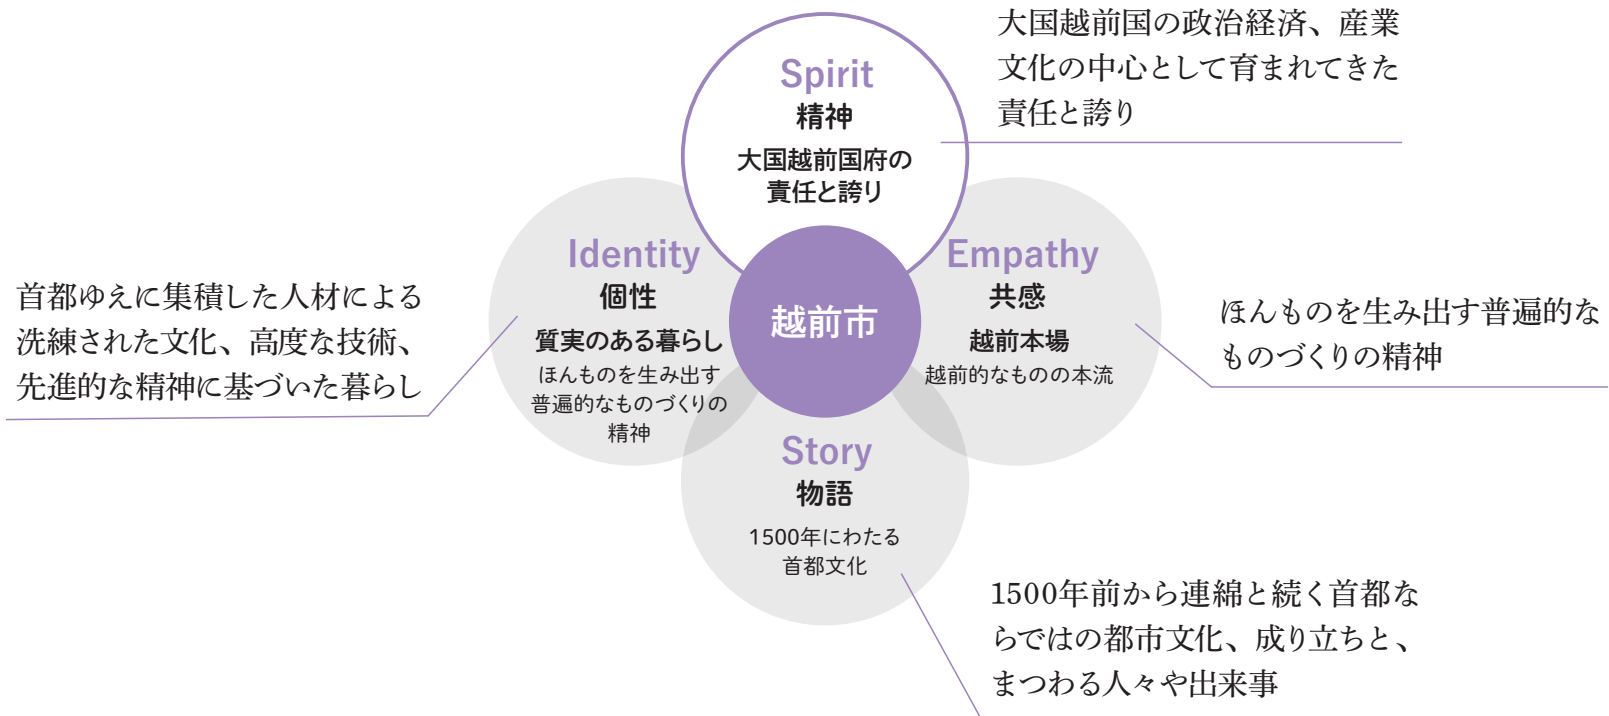 大国越前国の政治経済、産業
文化の中心として育まれてきた
責任と誇り
Spirit
精神
大国越前国府の
責任と誇り
Identity
個性
質実のある暮らし
ほんものを生み出す
普遍的なものづくりの
精神
首都ゆえに集積した人材による
洗練された文化、高度な技術、
先進的な精神に基づいた暮らし
越前市
Empathy
共感
越前本場
越前的なものの本流
ほんものを生み出す普遍的な
ものづくりの精神
Story
物語
1500年にわたる
首都文化
1500年前から連綿と続く首都な
らではの都市文化、成り立ちと、
まつわる人々や出来事